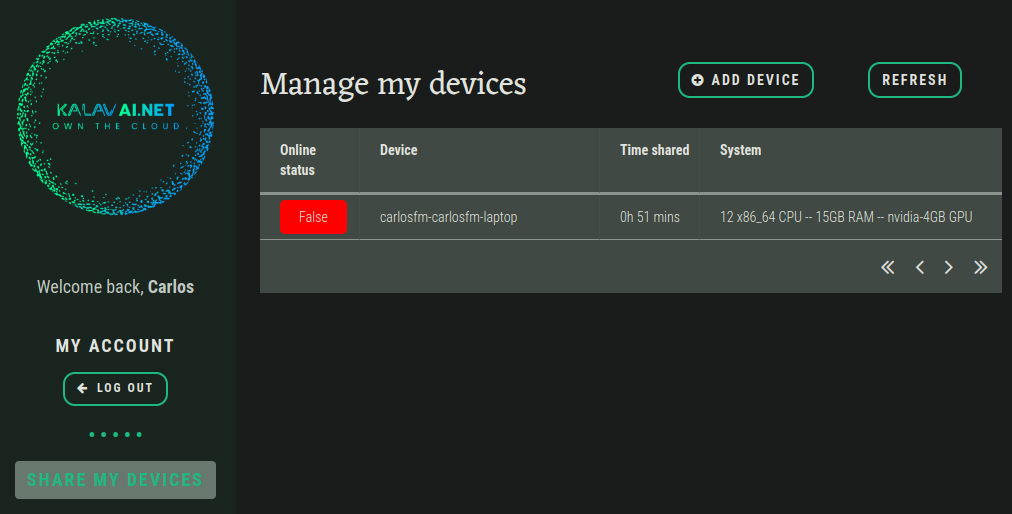 KALAVAI.NET
OWN THE CLOUD
Welcome back, Carlos
MY ACCOUNT
LOG OUT
SHARE MY DEVICES
Manage my devices
ADD DEVICE
REFRESH
Online status
Device
Time shared
System
False
carlosfm-carlosfm-laptop
0h 51 mins
12 x86_64 CPU -- 15GB RAM -- nvidia-4GB GPU